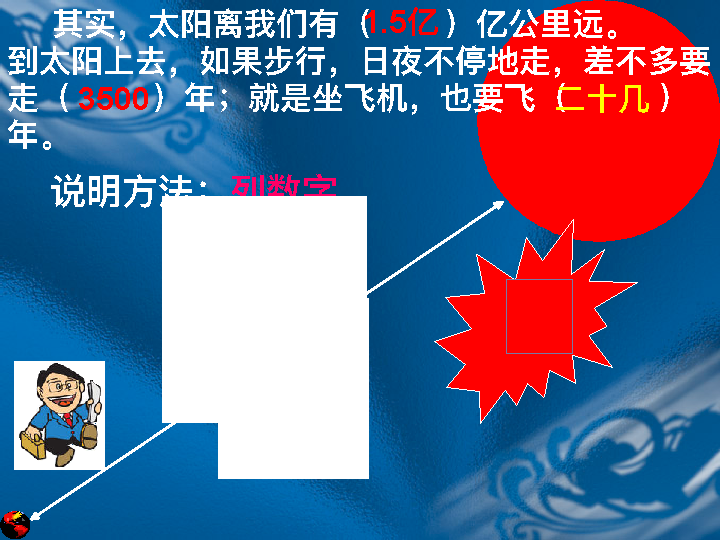 其实，太阳离我们有（1.5亿）亿公里远。
到太阳上去，如果步行，日夜不停地走，差不多要
走（3500）年；就是坐飞机，也要飞（二十几）
年。
说明方法：列数字